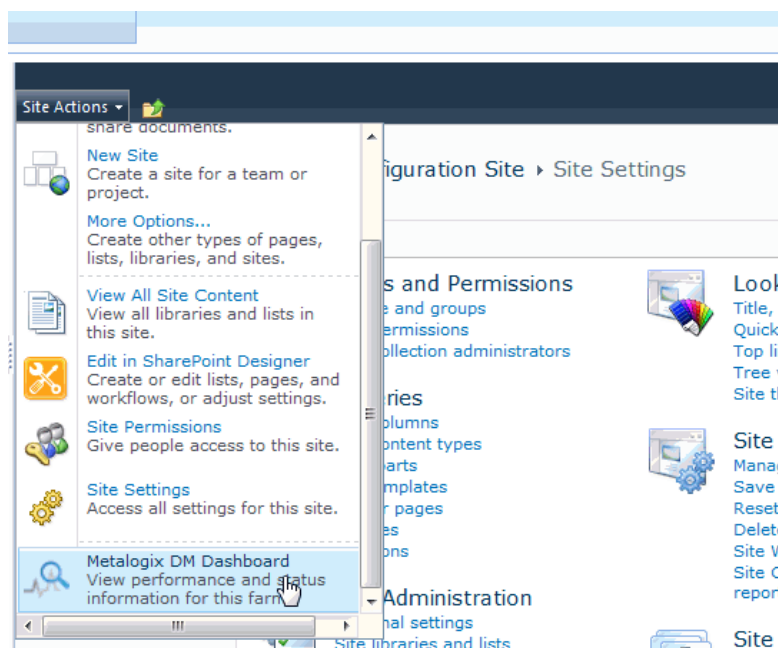 Site Actions
share documents.
New Site
Create a site for a team or
project.
More Options...
Create other types of pages,
lists, libraries, and sites.
View All Site Content
View all libraries and lists in
this site.
Edit in SharePoint Designer
Create or edit lists, pages, and
workflows, or adjust settings.
Site Permissions
Give people access to this site.
Site Settings
Access all settings for this site.
Metalogix DM Dashboard
View performance and status
information for this farm
figuration Site ▸ Site Settings
s and Permissions
e and groups
ermissions
ollection administrators
ries
olumns
ontent types
arts
mplates
r pages
es
ons
Administration
nal settings
Site libraries and lists
Look
Title,
Quick
Top li
Tree
Site t
Site
Mana
Save
Reset
Delet
Site W
Site C
repor
Site